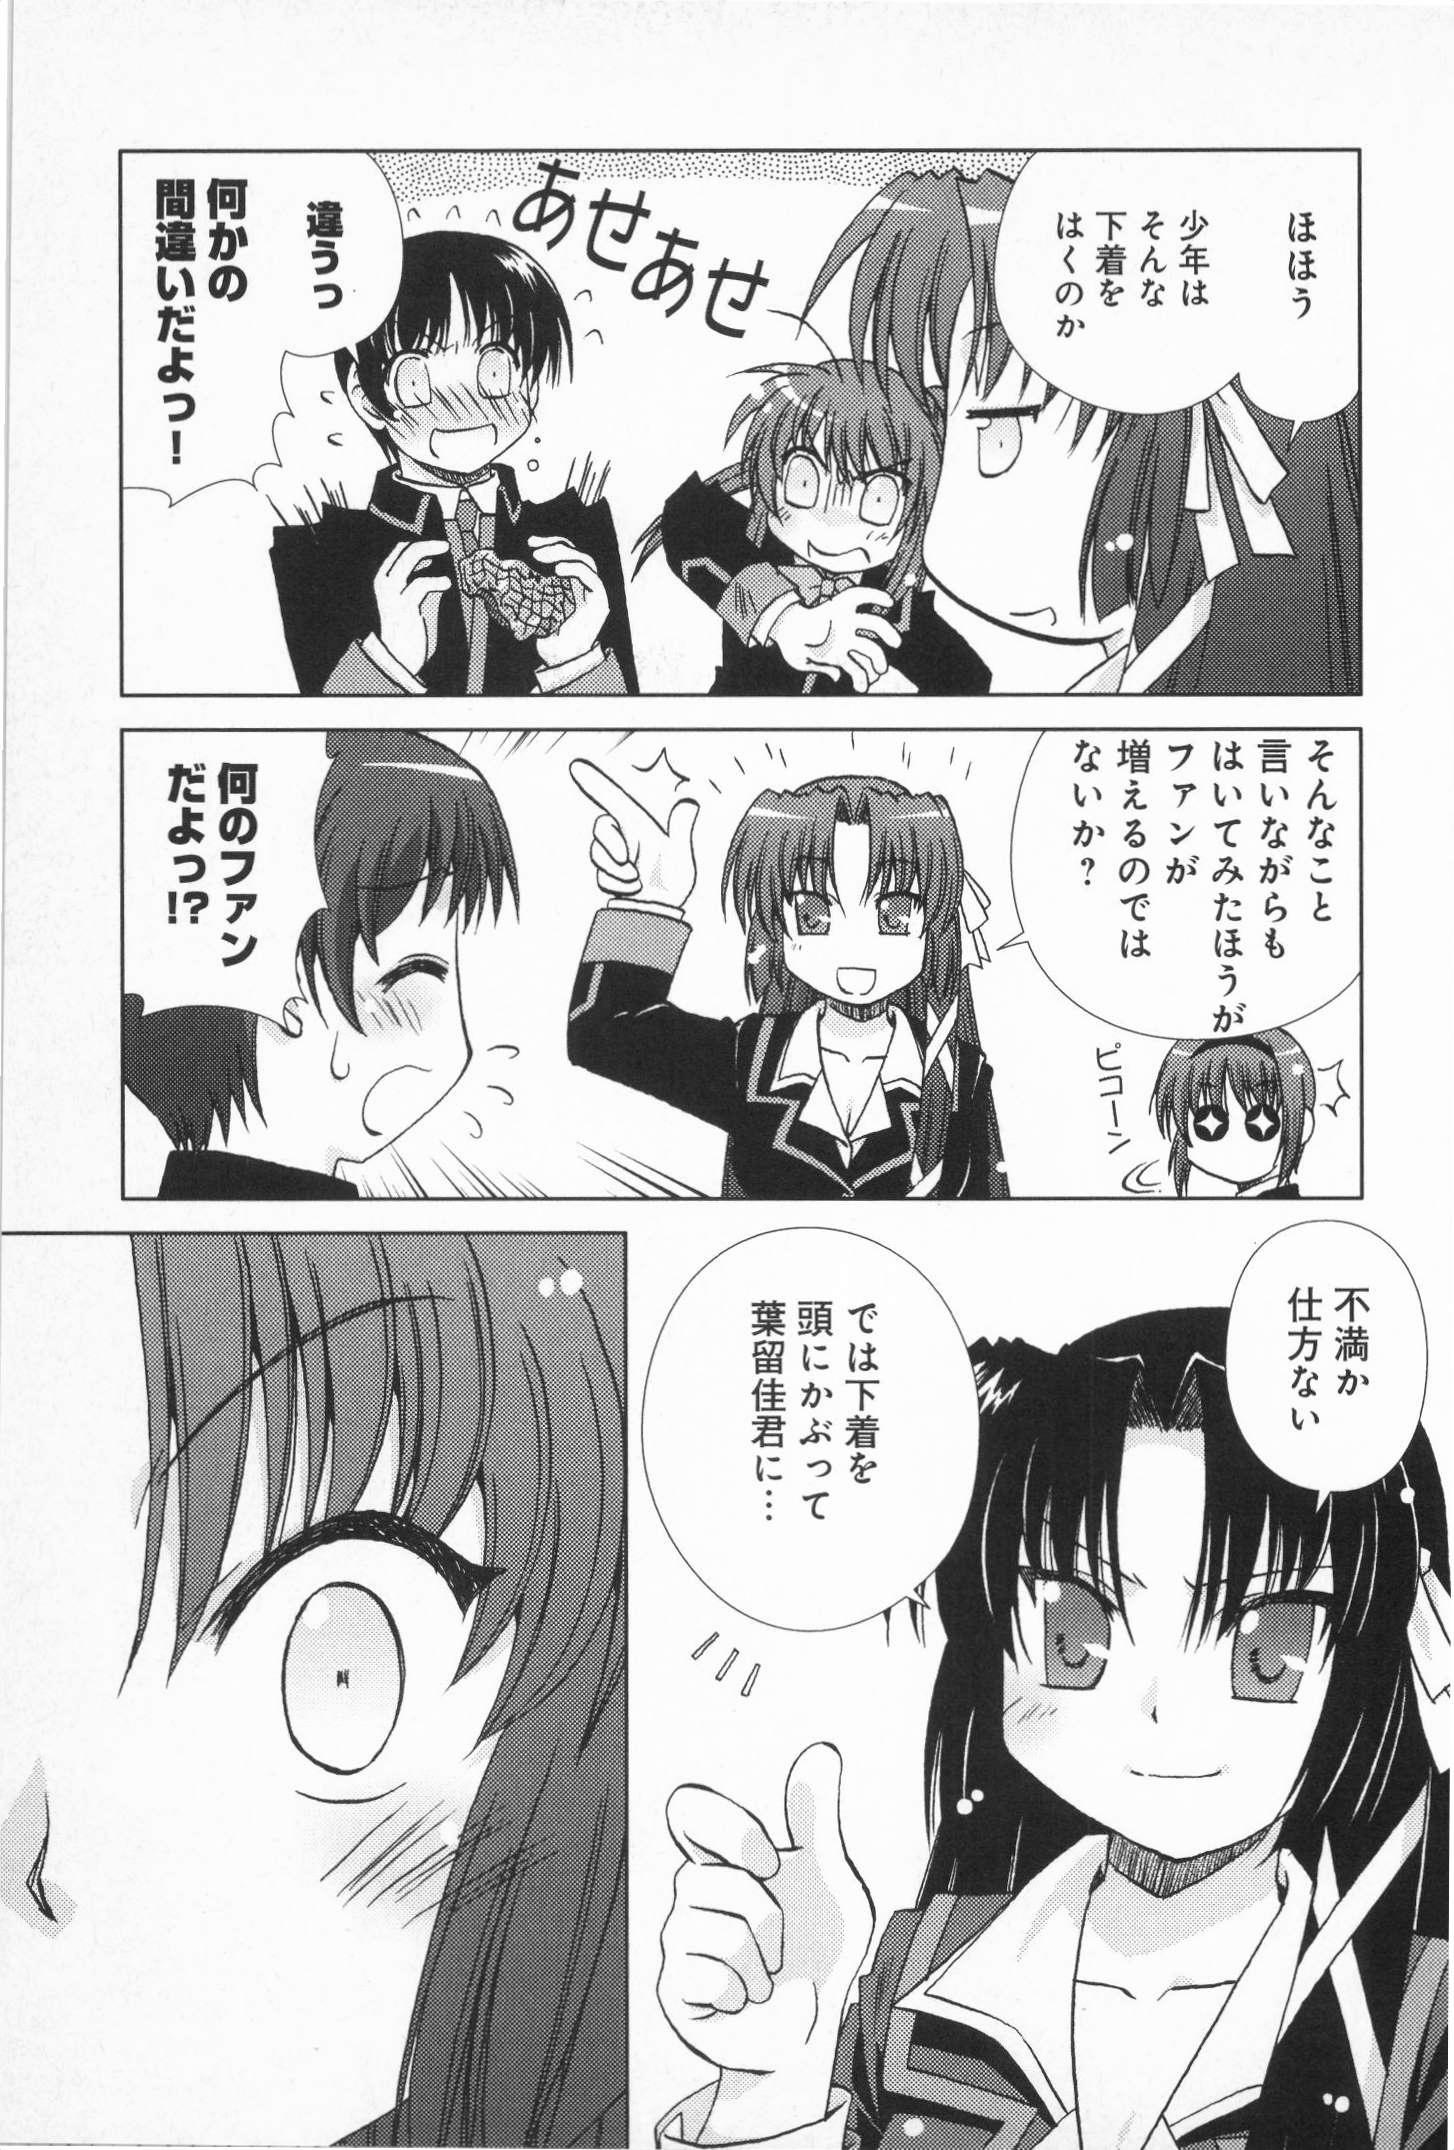 ほほう
少年は
そんな
下着を
はくのか
あせあせ
違うっ
何かの
間違いだよっ！
そんなこと
言いながらも
はいてみたほうが
ファンが
増えるのでは
ないか？
ピコーン
何のファン
だよっ!?
不満か
仕方ない
では下着を
頭にかぶって
葉留佳君に…